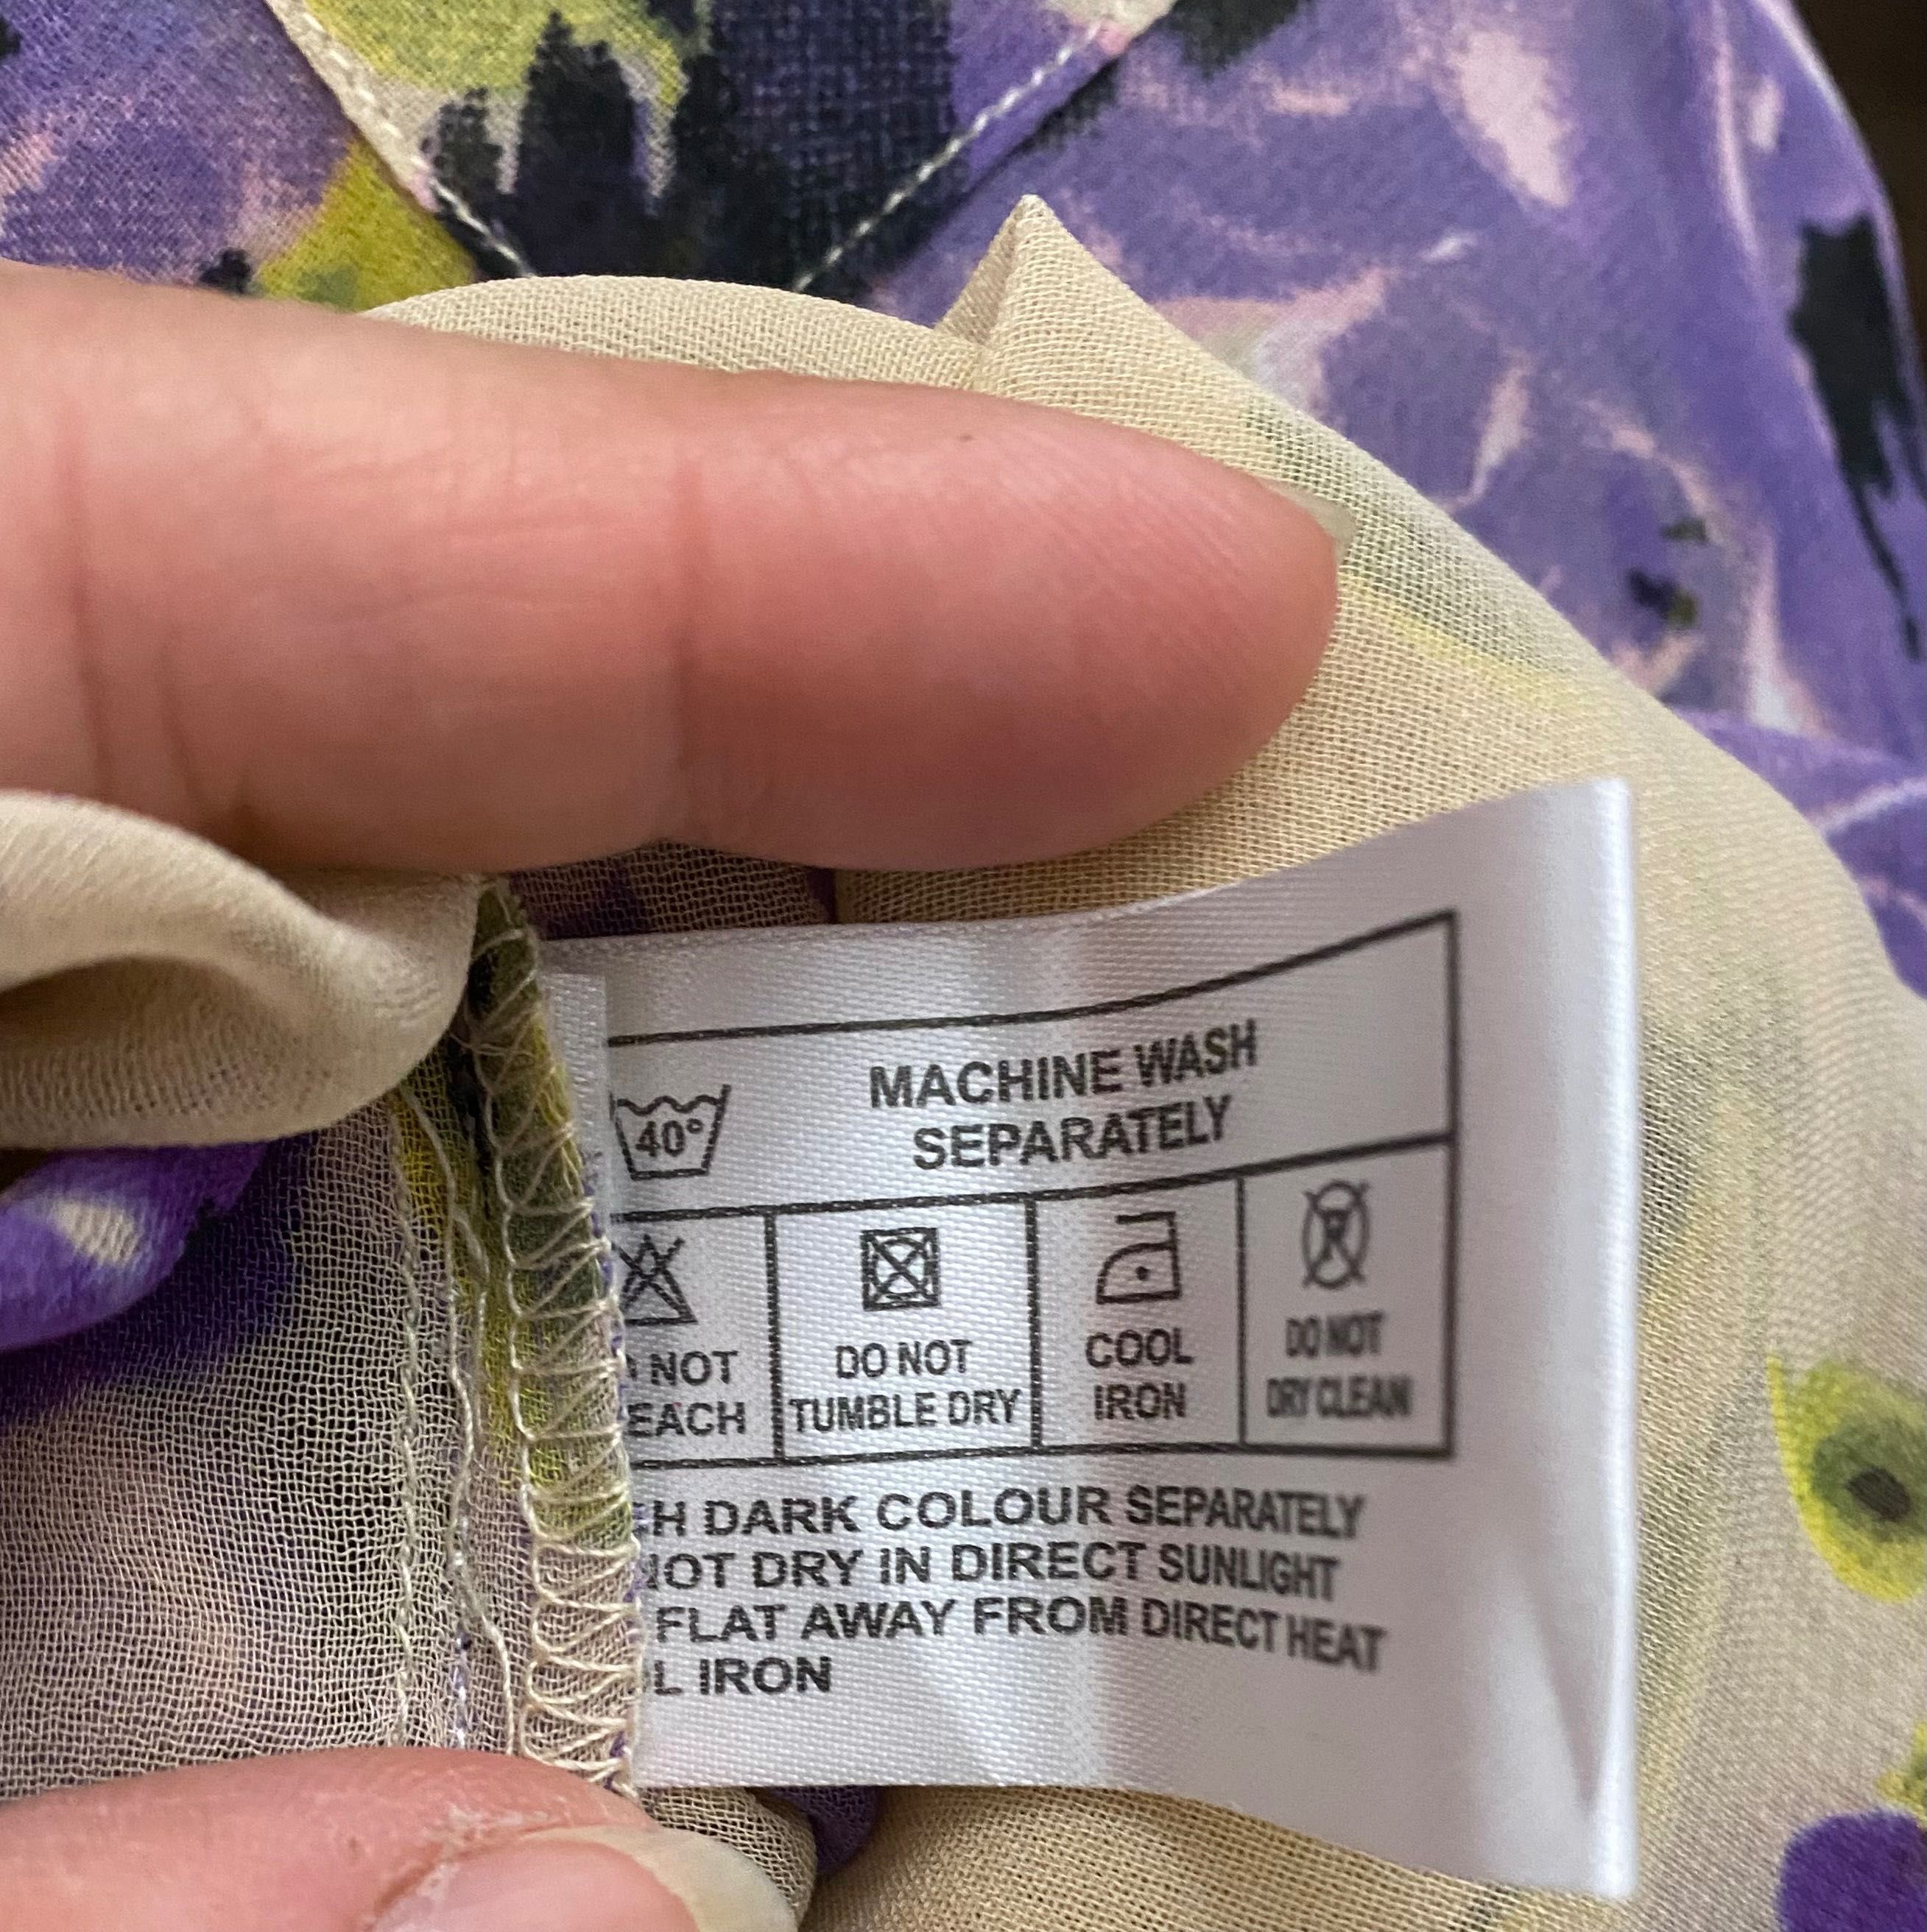 MACHINE WASH
SEPARATELY
40°
NOT
EACH
DO NOT
TUMBLE DRY
COOL
IRON
DO NOT
DRY CLEAN
H DARK COLOUR SEPARATELY
NOT DRY IN DIRECT SUNLIGHT
FLAT AWAY FROM DIRECT HEAT
L IRON